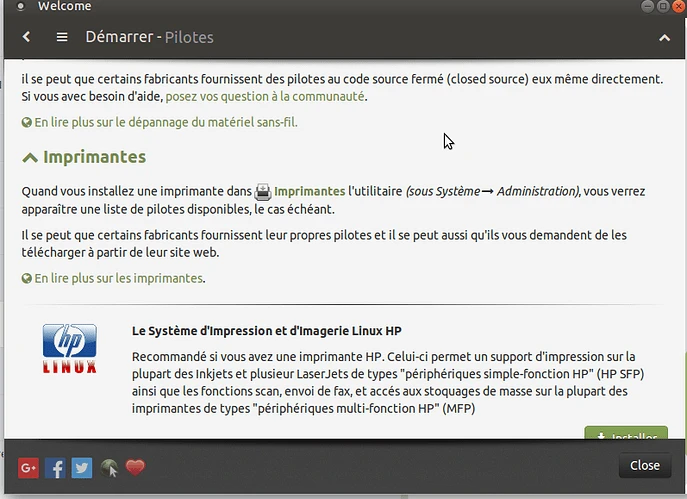 Welcome
Démarrer - Pilotes
il se peut que certains fabricants fournissent des pilotes au code source fermé (closed source) eux même directement.
Si vous avec besoin d'aide, posez vos question à la communauté.
En lire plus sur le dépannage du matériel sans-fil.
Imprimantes
Quand vous installez une imprimante dans Imprimantes l'utilitaire (sous Système→ Administration), vous verrez
apparaître une liste de pilotes disponibles, le cas échéant.
Il se peut que certains fabricants fournissent leur propres pilotes et il se peut aussi qu'ils vous demandent de les
télécharger à partir de leur site web.
En lire plus sur les imprimantes.
hp
LINUX
Le Système d'Impression et d'Imagerie Linux HP
Recommandé si vous avez une imprimante HP. Celui-ci permet un support d'impression sur la
plupart des Inkjets et plusieur LaserJets de types "périphériques simple-fonction HP" (HP SFP)
ainsi que les fonctions scan, envoi de fax, et accés aux stoquages de masse sur la plupart des
imprimantes de types "périphériques multi-fonction HP" (MFP)
Installer
G+ f
Close